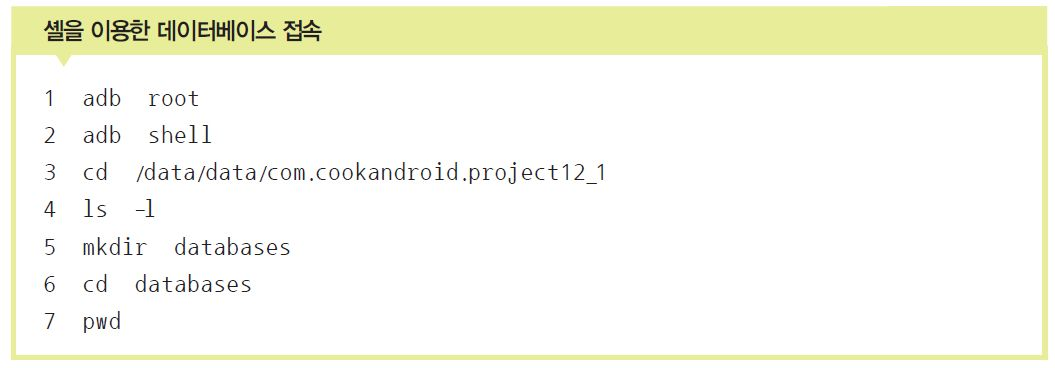 셸을 이용한 데이터베이스 접속
1 adb root
2 adb shell
3 cd /data/data/com.cookandroid.project12_1
4 ls -l
5 mkdir databases
6 cd databases
7 pwd